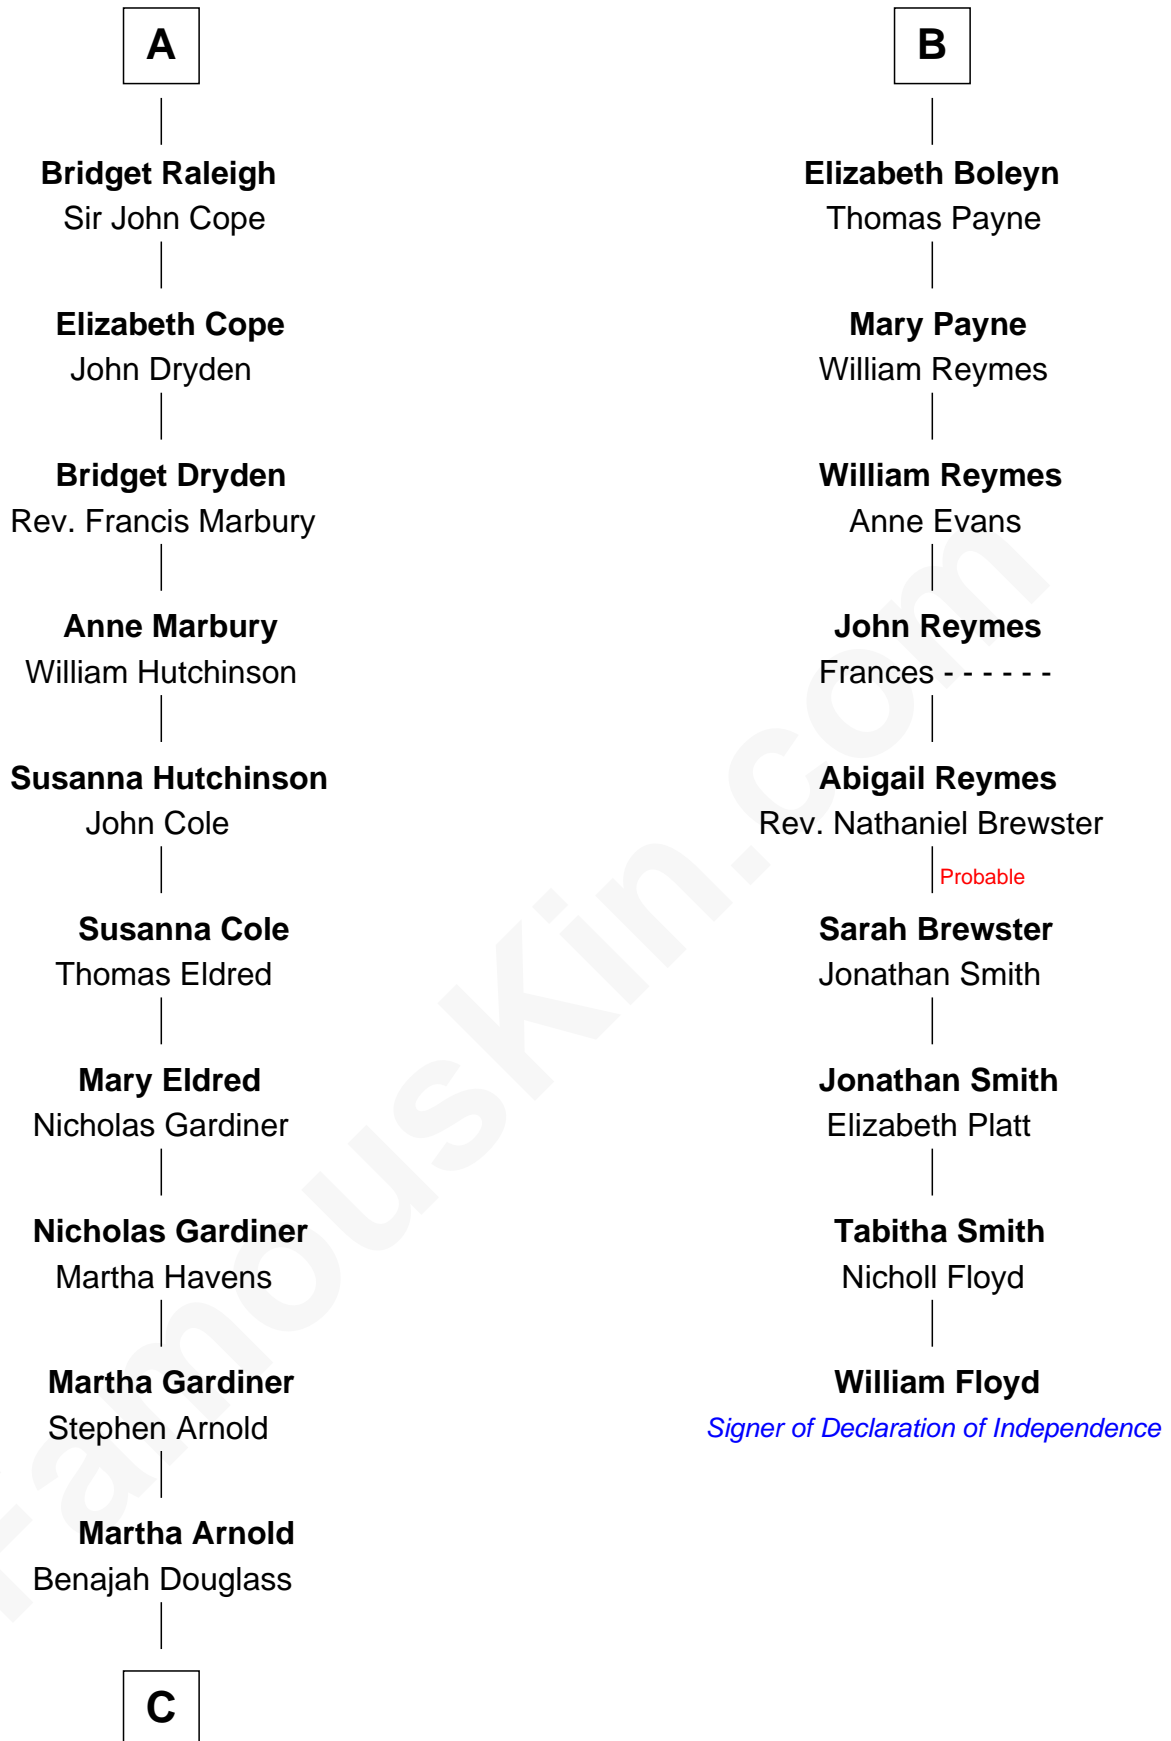 A
Bridget Raleigh
Sir John Cope
Elizabeth Cope
John Dryden
Bridget Dryden
Rev. Francis Marbury
Anne Marbury
William Hutchinson
Susanna Hutchinson
John Cole
Susanna Cole
Thomas Eldred
Mary Eldred
Nicholas Gardiner
Nicholas Gardiner
Martha Havens
Martha Gardiner
Stephen Arnold
Martha Arnold
Benajah Douglass
C
B
Elizabeth Boleyn
Thomas Payne
Mary Payne
William Reymes
William Reymes
Anne Evans
John Reymes
Frances - - - - - -
Abigail Reymes
Rev. Nathaniel Brewster
Probable
Sarah Brewster
Jonathan Smith
Jonathan Smith
Elizabeth Platt
Tabitha Smith
Nicholl Floyd
William Floyd
Signer of Declaration of Independence
FamousKin.com